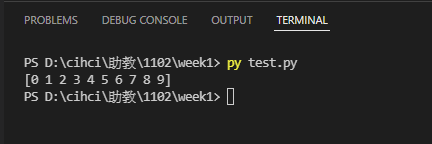 PROBLEMS DEBUG CONSOLE OUTPUT TERMINAL
PS D:\cihci\助教\1102\week1> py test.py
[0 1 2 3 4 5 6 7 8 9]
PS D:\cihci\助教\1102\week1>